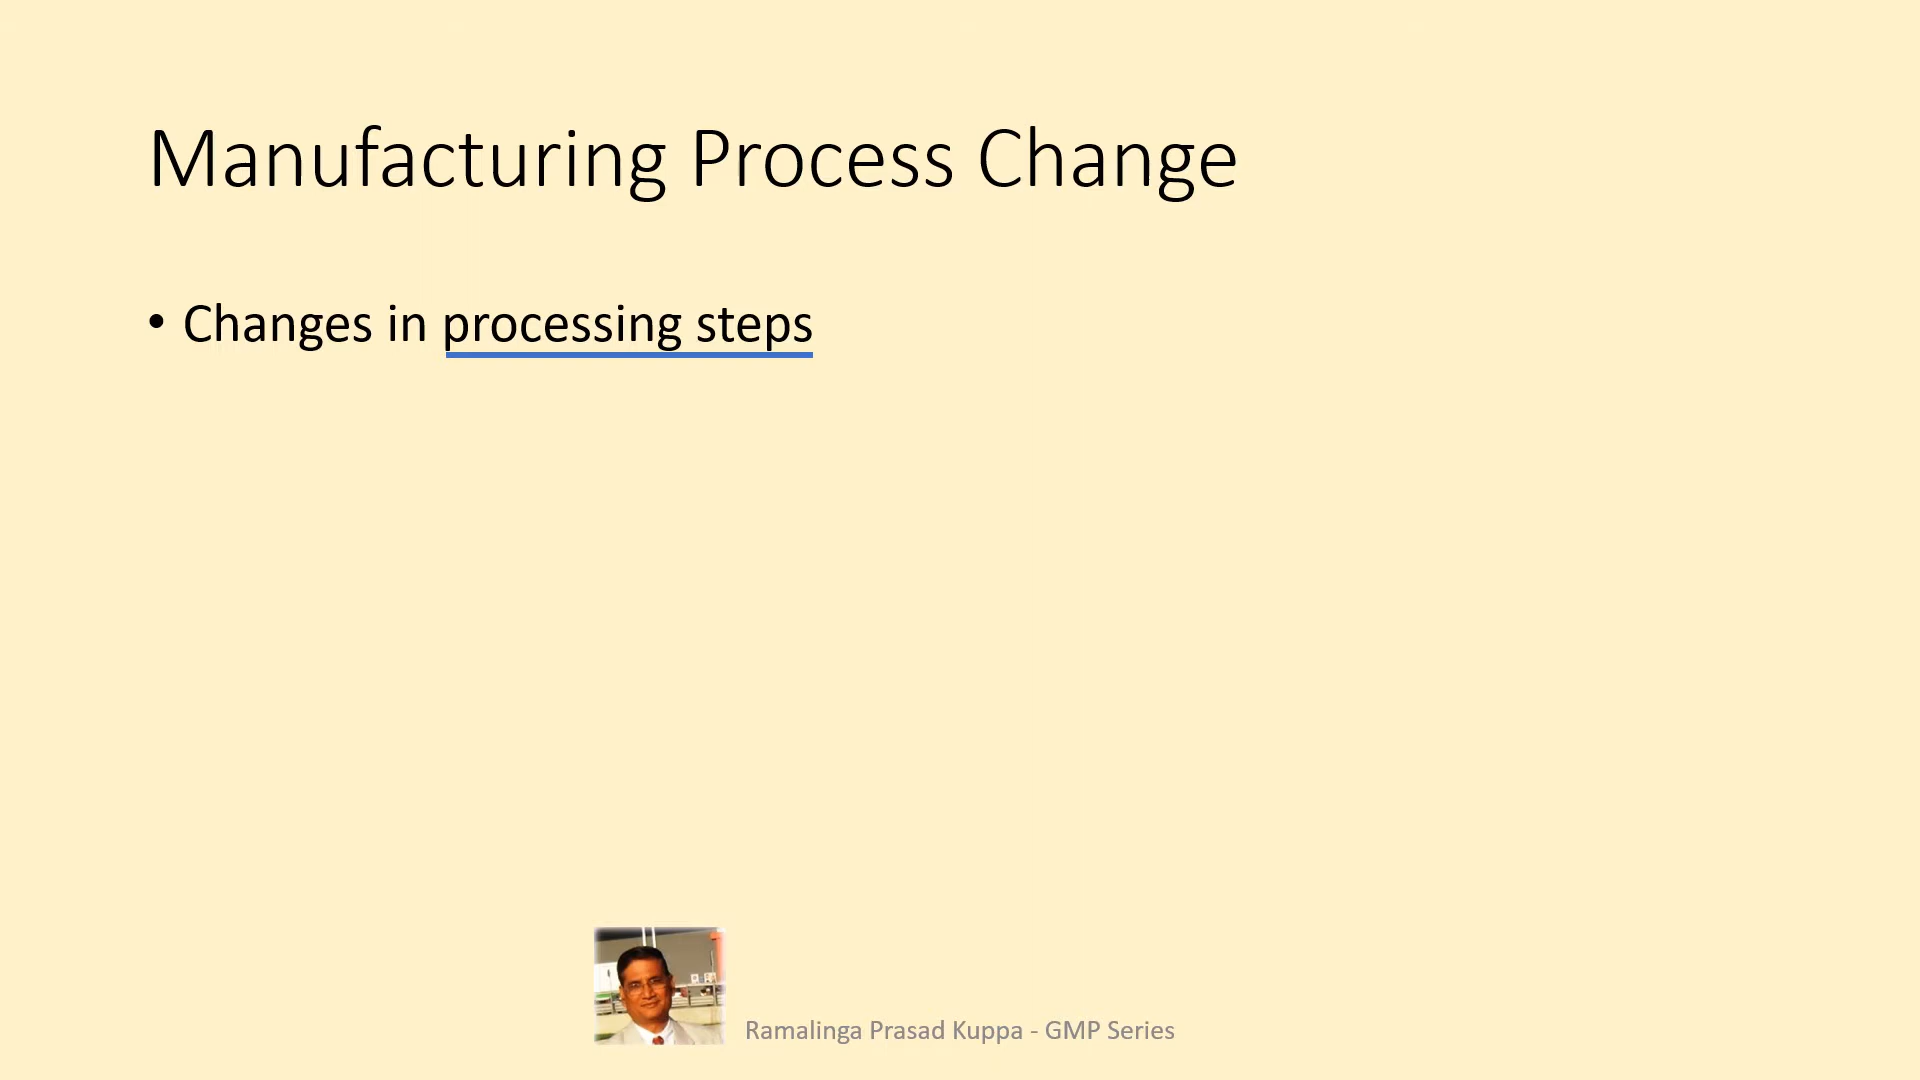 Manufacturing Process Change
• Changes in processing steps
Ramalinga Prasad Kuppa - GMP Series